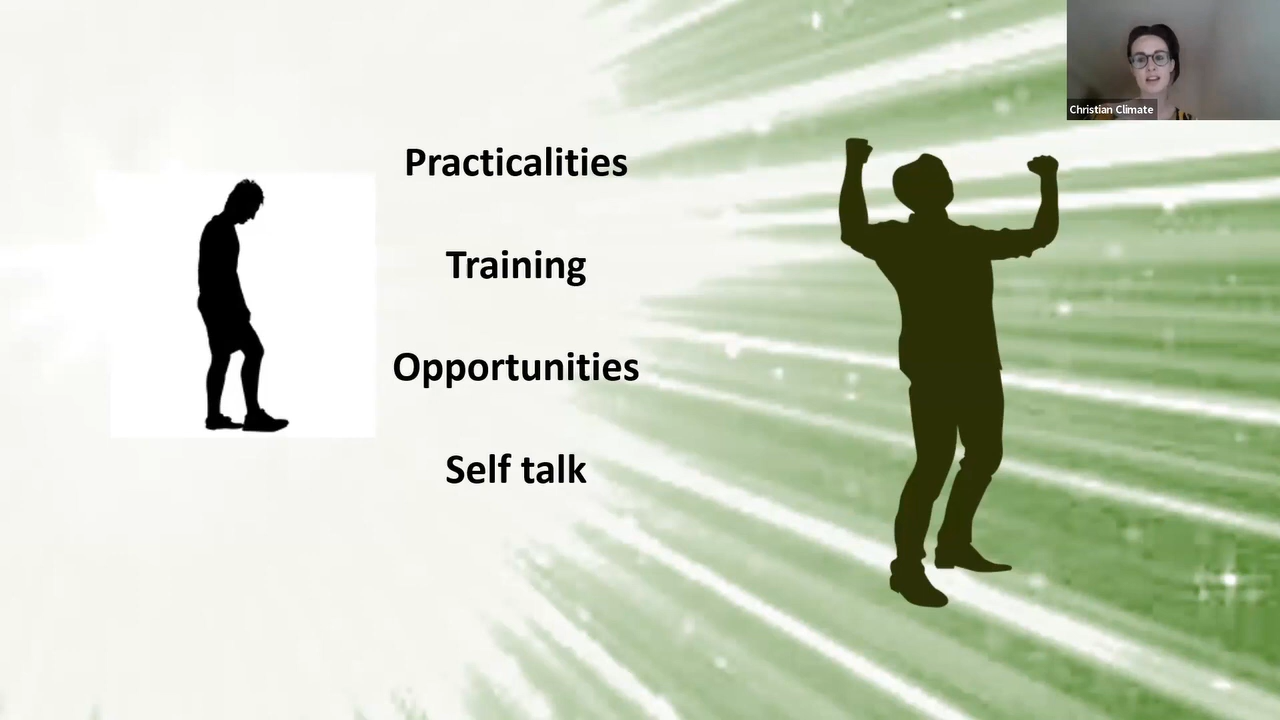 Christian Climate
Practicalities
Training
Opportunities
Self talk